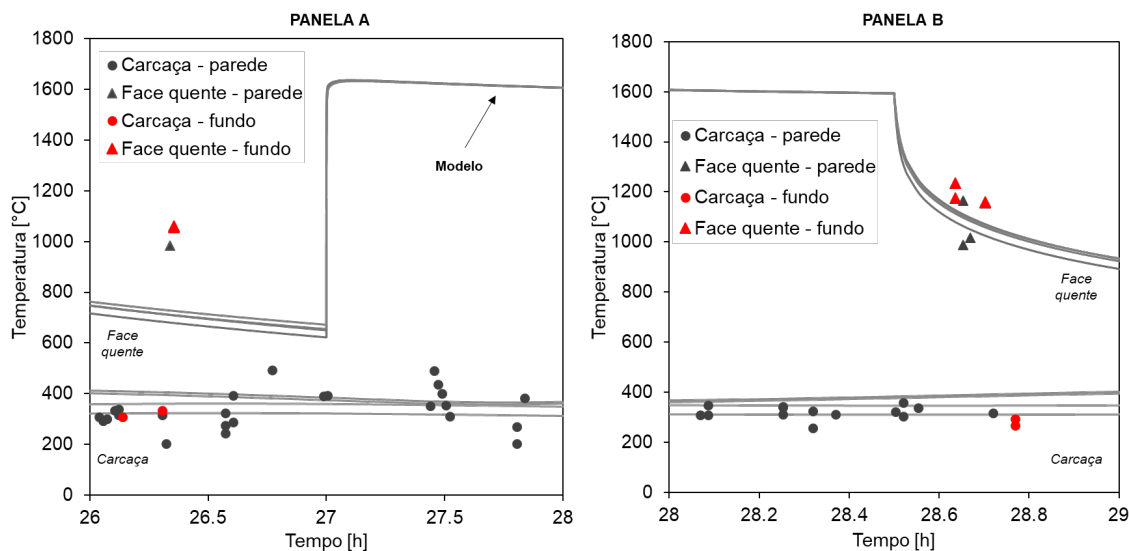 PANELA A
1800
1600
1400
1200
1000
800
600
400
200
0
Temperatura [°C]
Carcaça - parede
Face quente - parede
Carcaça - fundo
Face quente - fundo
Modelo
Face
quente
Carcaça
26
26.5
27
27.5
28
Tempo [h]
PANELA B
1800
1600
1400
1200
1000
800
600
400
200
0
Temperatura [°C]
Carcaça - parede
Face quente - parede
Carcaça - fundo
Face quente - fundo
Face
quente
Carcaça
28
28.2
28.4
28.6
28.8
29
Tempo [h]